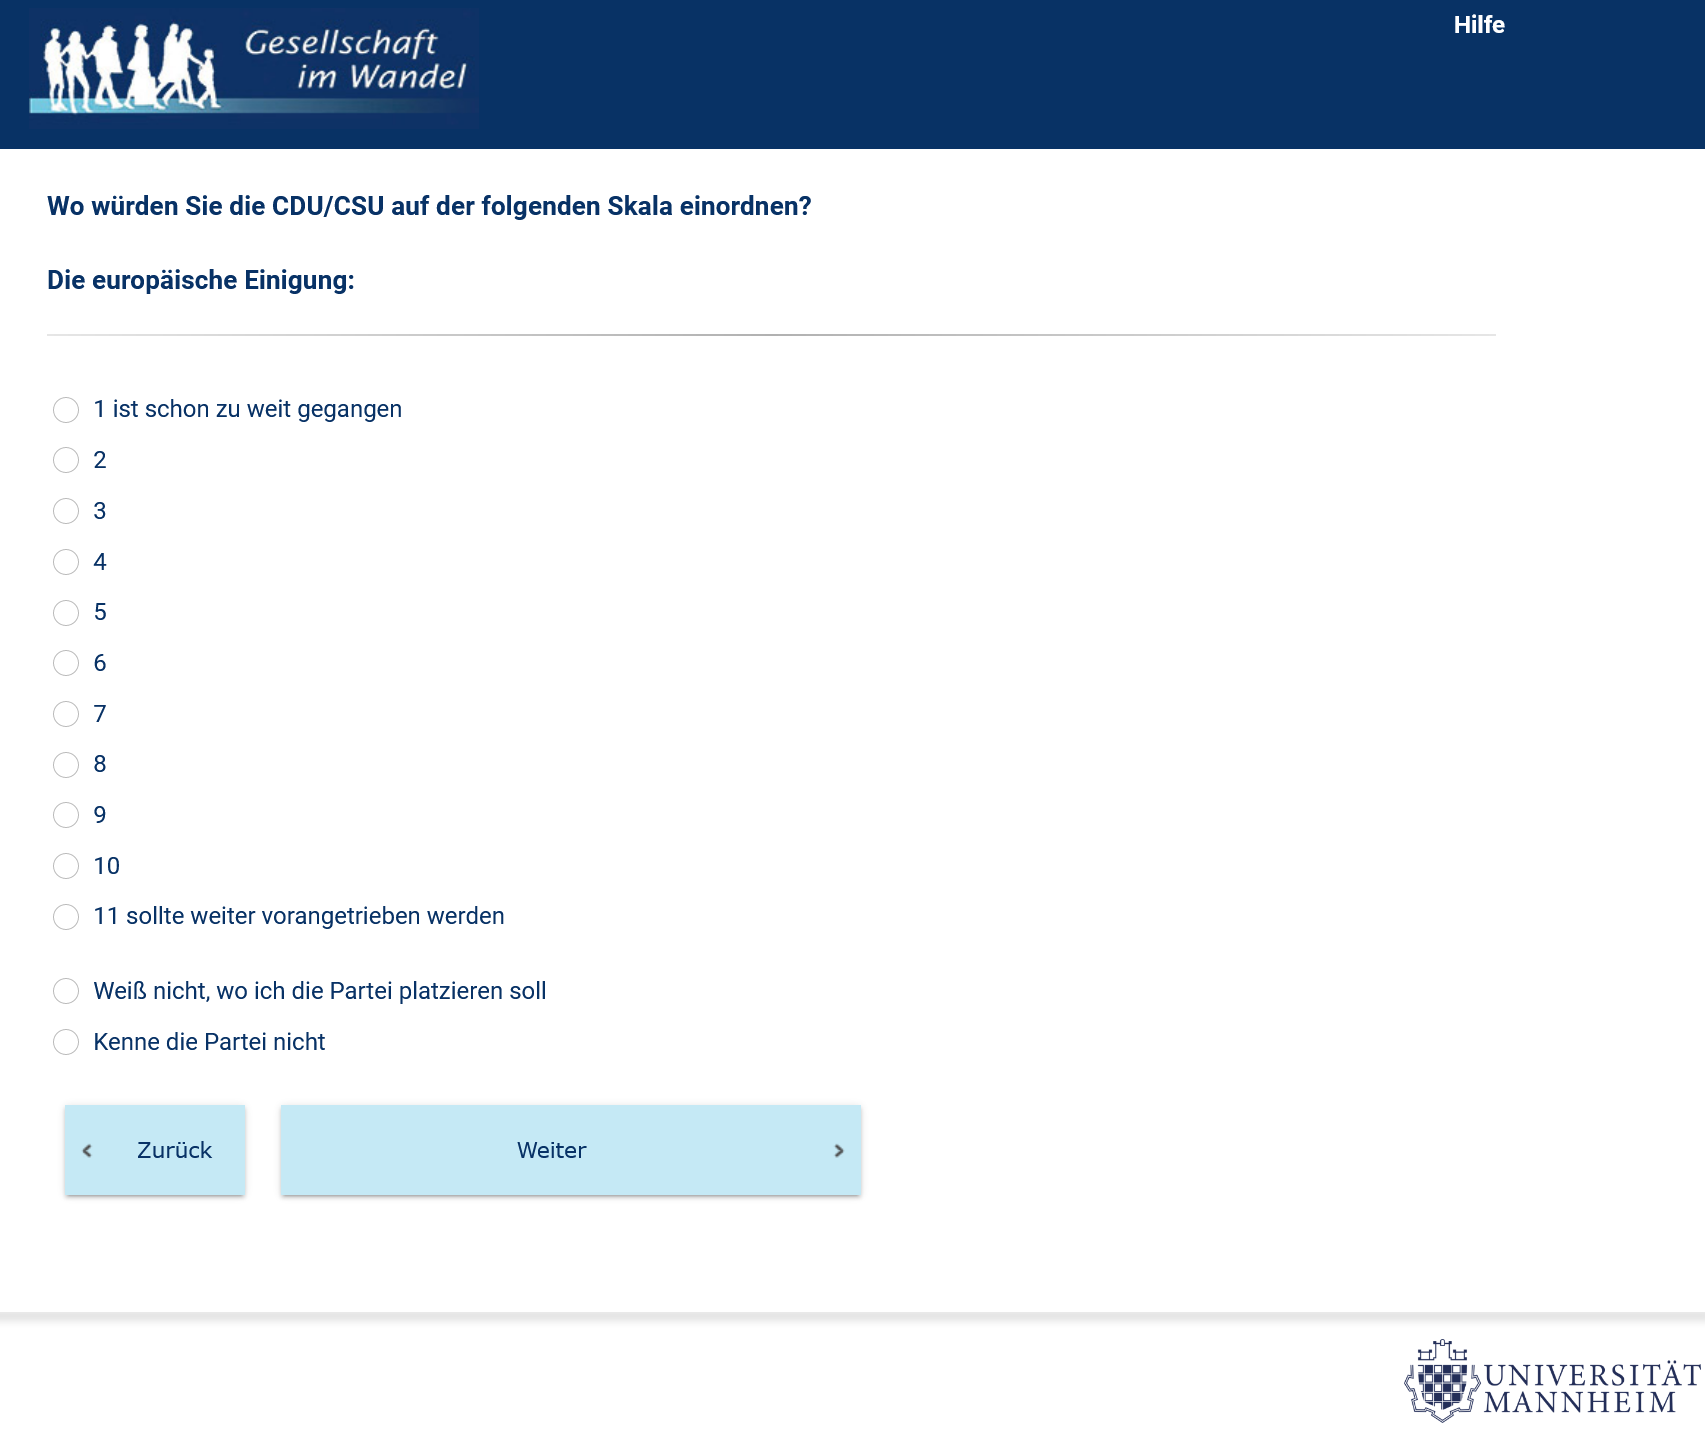 Gesellschaft
im Wandel
Hilfe
Wo würden Sie die CDU/CSU auf der folgenden Skala einordnen?
Die europäische Einigung:
1 ist schon zu weit gegangen
2
3
4
5
6
7
8
9
10
11 sollte weiter vorangetrieben werden
Weiß nicht, wo ich die Partei platzieren soll
Kenne die Partei nicht
Zurück
Weiter
UNIVERSITÄT
MANNHEIM